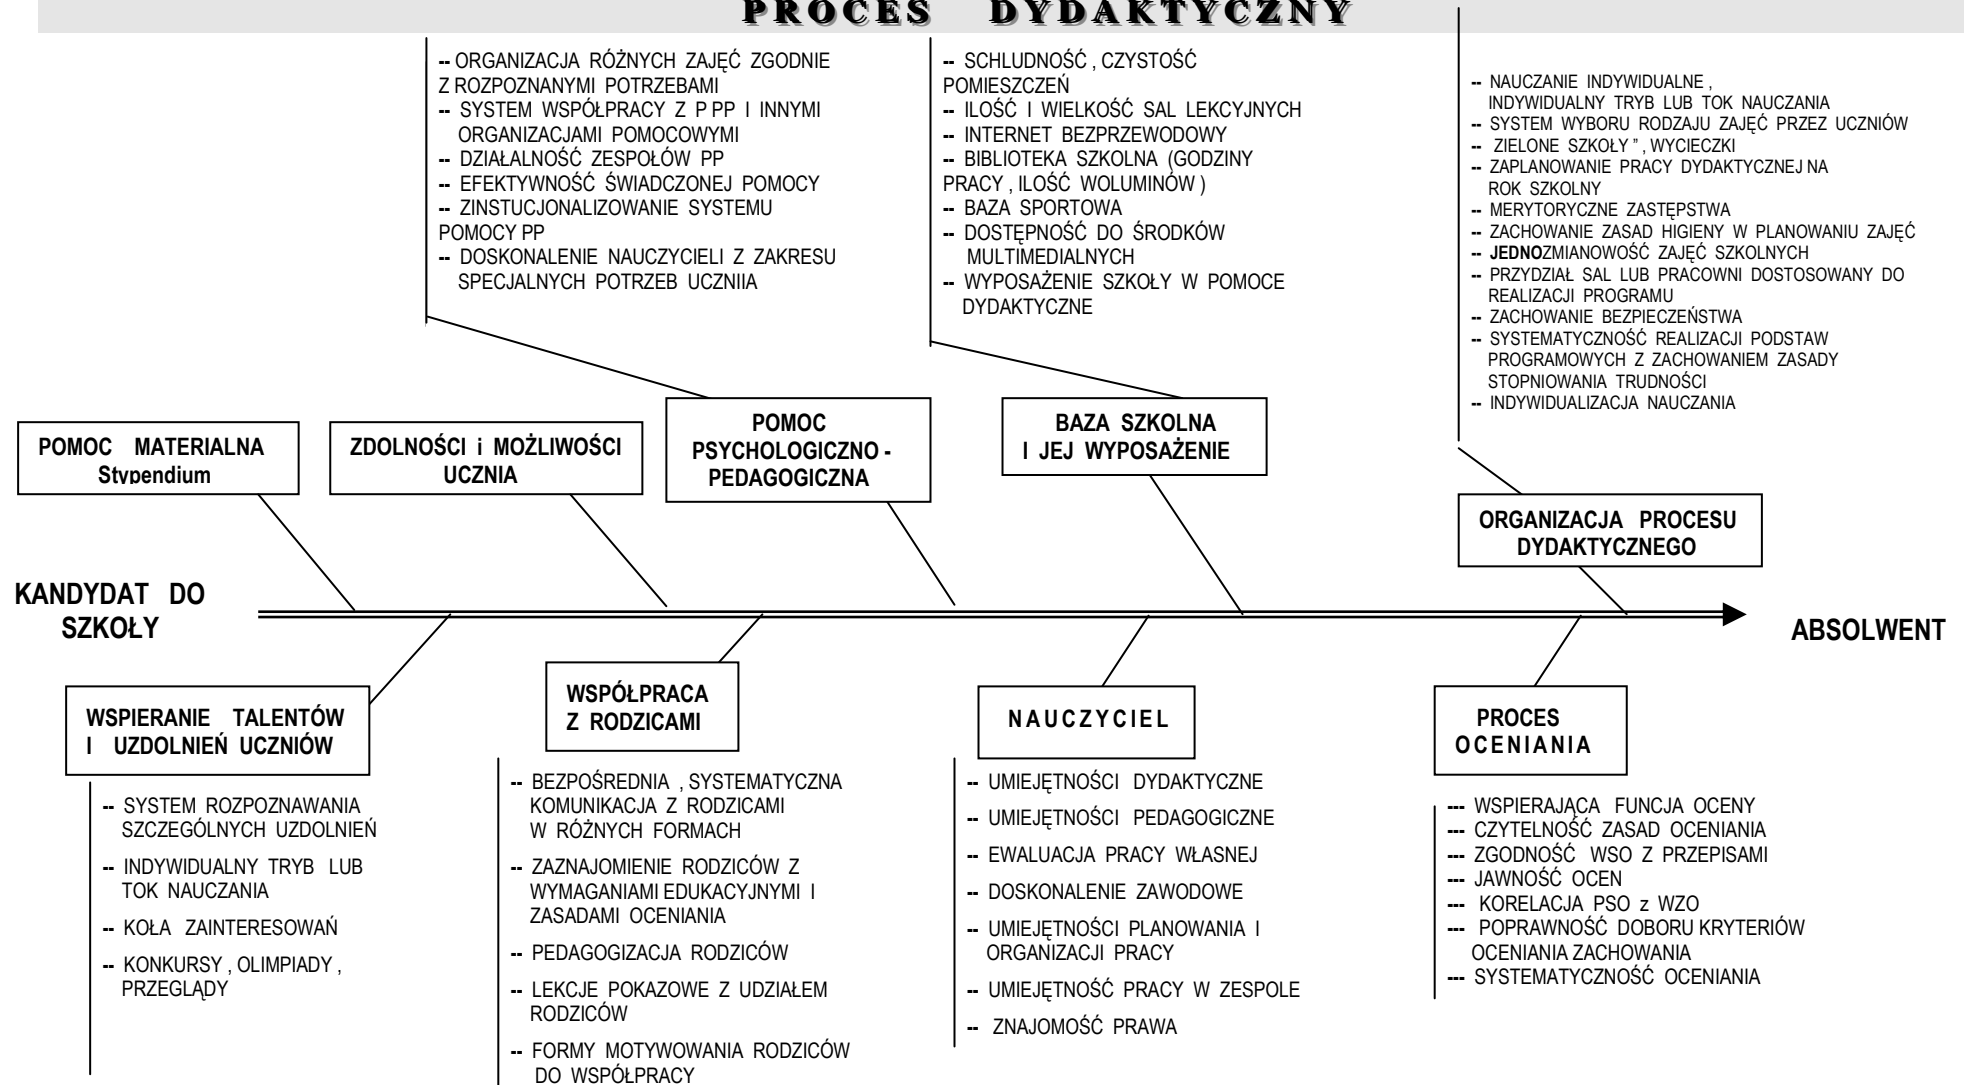 PROCES DYDAKTYCZNY
-- ORGANIZACJA RÓŻNYCH ZAJĘĆ ZGODNIE
Z ROZPOZNANYMI POTRZEBAMI
-- SYSTEM WSPÓŁPRACY Z P PP I INNYMI
ORGANIZACJAMI POMOCOWYMI
-- DZIAŁALNOŚĆ ZESPOŁÓW PP
-- EFEKTYWNOŚĆ ŚWIADCZONEJ POMOCY
-- ZINSTUCJONALIZOWANIE SYSTEMU
POMOCY PP
-- DOSKONALENIE NAUCZYCIELI Z ZAKRESU
SPECJALNYCH POTRZEB UCZNIIA
-- SCHLUDNOŚĆ , CZYSTOŚĆ
POMIESZCZEŃ
-- ILOŚĆ I WIELKOŚĆ SAL LEKCYJNYCH
-- INTERNET BEZPRZEWODOWY
-- BIBLIOTEKA SZKOLNA (GODZINY
PRACY , ILOŚĆ WOLUMINÓW )
-- BAZA SPORTOWA
-- DOSTĘPNOŚĆ DO ŚRODKÓW
MULTIMEDIALNYCH
-- WYPOSAŻENIE SZKOŁY W POMOCE
DYDAKTYCZNE
-- NAUCZANIE INDYWIDUALNE ,
INDYWIDUALNY TRYB LUB TOK NAUCZANIA
-- SYSTEM WYBORU RODZAJU ZAJĘĆ PRZEZ UCZNIÓW
-- ZIELONE SZKOŁY " , WYCIECZKI
-- ZAPLANOWANIE PRACY DYDAKTYCZNEJ NA
ROK SZKOLNY
-- MERYTORYCZNE ZASTĘPSTWA
-- ZACHOWANIE ZASAD HIGIENY W PLANOWANIU ZAJĘĆ
-- JEDNOZMIANOWOŚĆ ZAJĘĆ SZKOLNYCH
-- PRZYDZIAŁ SAL LUB PRACOWNI DOSTOSOWANY DO
REALIZACJI PROGRAMU
-- ZACHOWANIE BEZPIECZEŃSTWA
-- SYSTEMATYCZNOŚĆ REALIZACJI PODSTAW
PROGRAMOWYCH Z ZACHOWANIEM ZASADY
STOPNIOWANIA TRUDNOŚCI
-- INDYWIDUALIZACJA NAUCZANIA
POMOC MATERIALNA
Stypendium
ZDOLNOŚCI i MOŻLIWOŚCI
UCZNIA
POMOC
PSYCHOLOGICZNO -
PEDAGOGICZNA
BAZA SZKOLNA
I JEJ WYPOSAŻENIE
ORGANIZACJA PROCESU
DYDAKTYCZNEGO
KANDYDAT DO
SZKOŁY
ABSOLWENT
WSPIERANIE TALENTÓW
I UZDOLNIEŃ UCZNIÓW
-- SYSTEM ROZPOZNAWANIA
SZCZEGÓLNYCH UZDOLNIEŃ
-- INDYWIDUALNY TRYB LUB
TOK NAUCZANIA
-- KOŁA ZAINTERESOWAŃ
-- KONKURSY , OLIMPIADY ,
PRZEGLĄDY
WSPÓŁPRACA
Z RODZICAMI
-- BEZPOŚREDNIA , SYSTEMATYCZNA
KOMUNIKACJA Z RODZICAMI
W RÓŻNYCH FORMACH
-- ZAZNAJOMIENIE RODZICÓW Z
WYMAGANIAMI EDUKACYJNYMI I
ZASADAMI OCENIANIA
-- PEDAGOGIZACJA RODZICÓW
-- LEKCJE POKAZOWE Z UDZIAŁEM
RODZICÓW
-- FORMY MOTYWOWANIA RODZICÓW
DO WSPÓŁPRACY
NAUCZYCIEL
-- UMIEJĘTNOŚCI DYDAKTYCZNE
-- UMIEJĘTNOŚCI PEDAGOGICZNE
-- EWALUACJA PRACY WŁASNEJ
-- DOSKONALENIE ZAWODOWE
-- UMIEJĘTNOŚCI PLANOWANIA I
ORGANIZACJI PRACY
-- UMIEJĘTNOŚĆ PRACY W ZESPOLE
-- ZNAJOMOŚĆ PRAWA
PROCES
OCENIANIA
--- WSPIERAJĄCA FUNCJA OCENY
--- CZYTELNOŚĆ ZASAD OCENIANIA
--- ZGODNOŚĆ WSO Z PRZEPISAMI
--- JAWNOŚĆ OCEN
--- KORELACJA PSO z WZO
--- POPRAWNOŚĆ DOBORU KRYTERIÓW
OCENIANIA ZACHOWANIA
--- SYSTEMATYCZNOŚĆ OCENIANIA